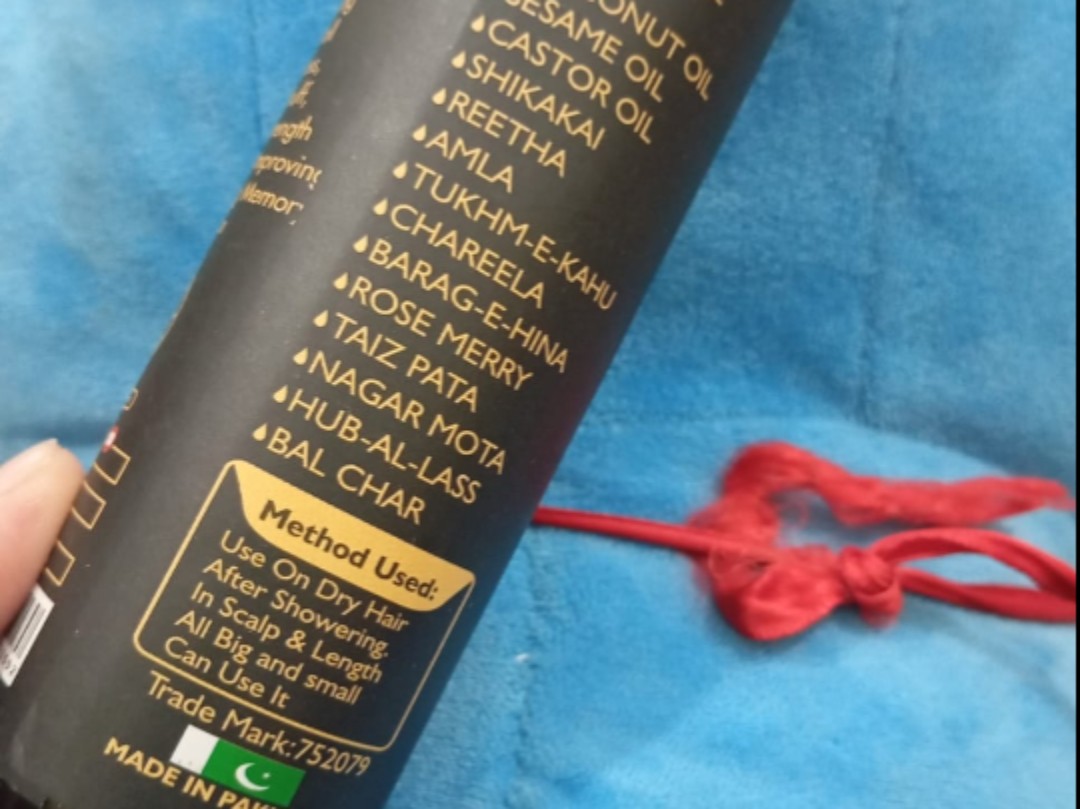 OIL
SESAME OIL
CASTOR OIL
SHIKAKAI
REETHA
AMLA
TUKHM-E-KAHU
CHAREELA
BARAG-E-HINA
ROSE MERRY
TAIZ PATA
NAGAR MOTA
HUB-AL-LASS
BAL CHAR
Method Used:
Use On Dry Hair
After Showering.
In Scalp & Length
All Big and small
Can Use It
Trade Mark:752079
MADE IN